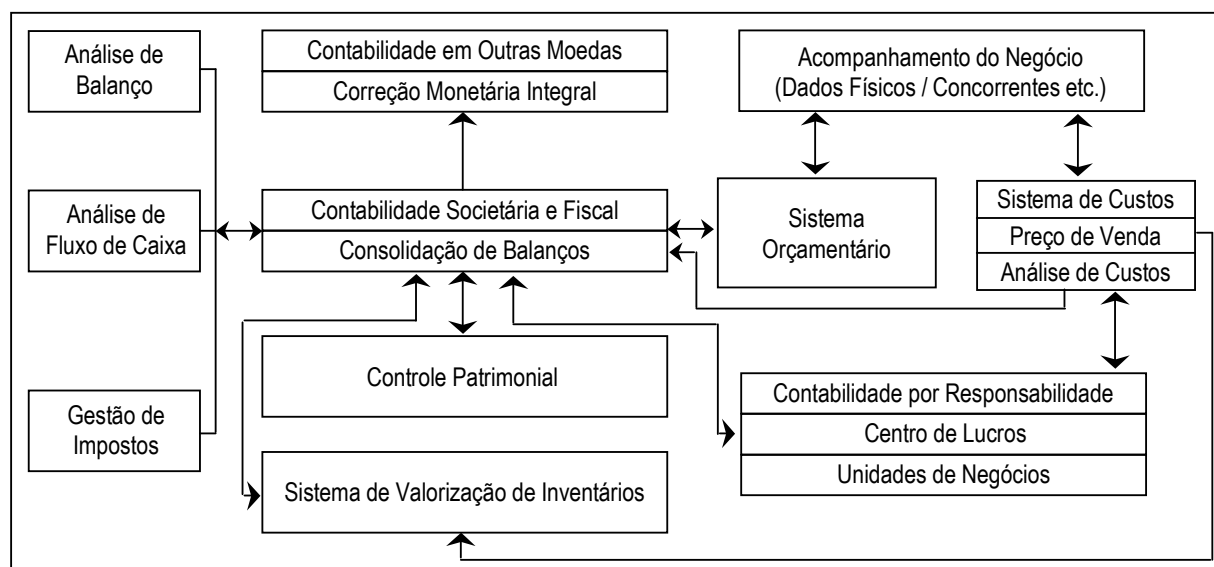 Análise de
Balanço
Contabilidade em Outras Moedas
Correção Monetária Integral
Acompanhamento do Negócio
(Dados Físicos / Concorrentes etc.)
Análise de
Fluxo de Caixa
Contabilidade Societária e Fiscal
Consolidação de Balanços
Sistema
Orçamentário
Sistema de Custos
Preço de Venda
Análise de Custos
Gestão de
Impostos
Controle Patrimonial
Sistema de Valorização de Inventários
Contabilidade por Responsabilidade
Centro de Lucros
Unidades de Negócios